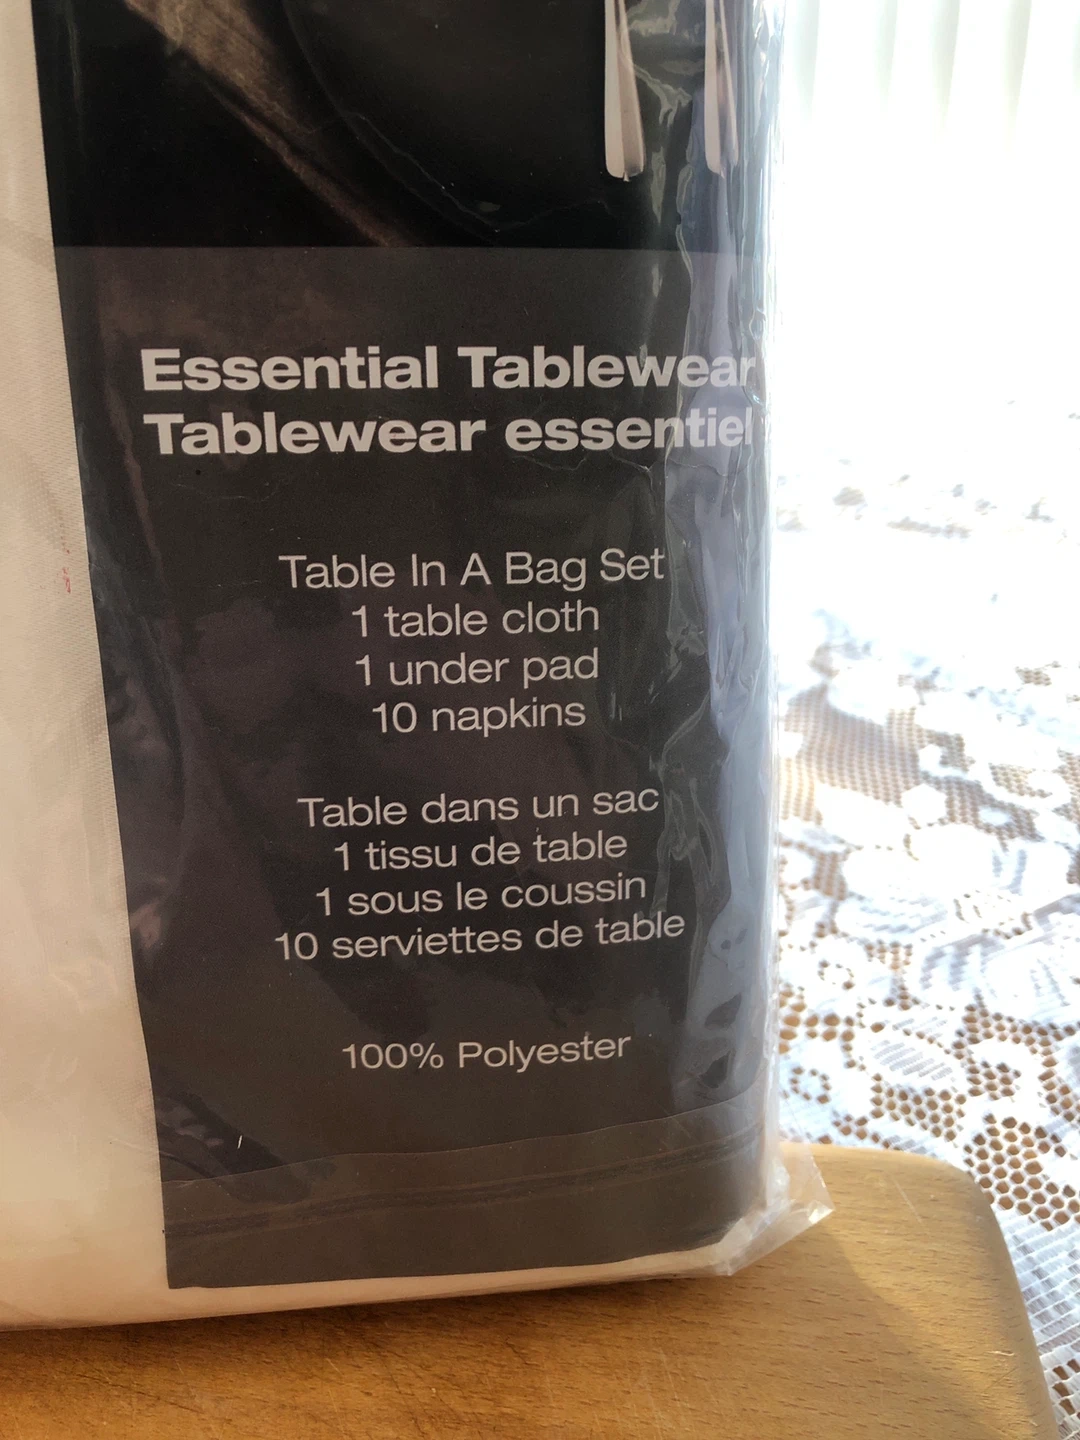 Essential Tablewear
Tablewear essentiel
Table In A Bag Set
1 table cloth
1 under pad
10 napkins
Table dans un sac
1 tissu de table
1 sous le coussin
10 serviettes de table
100% Polyester